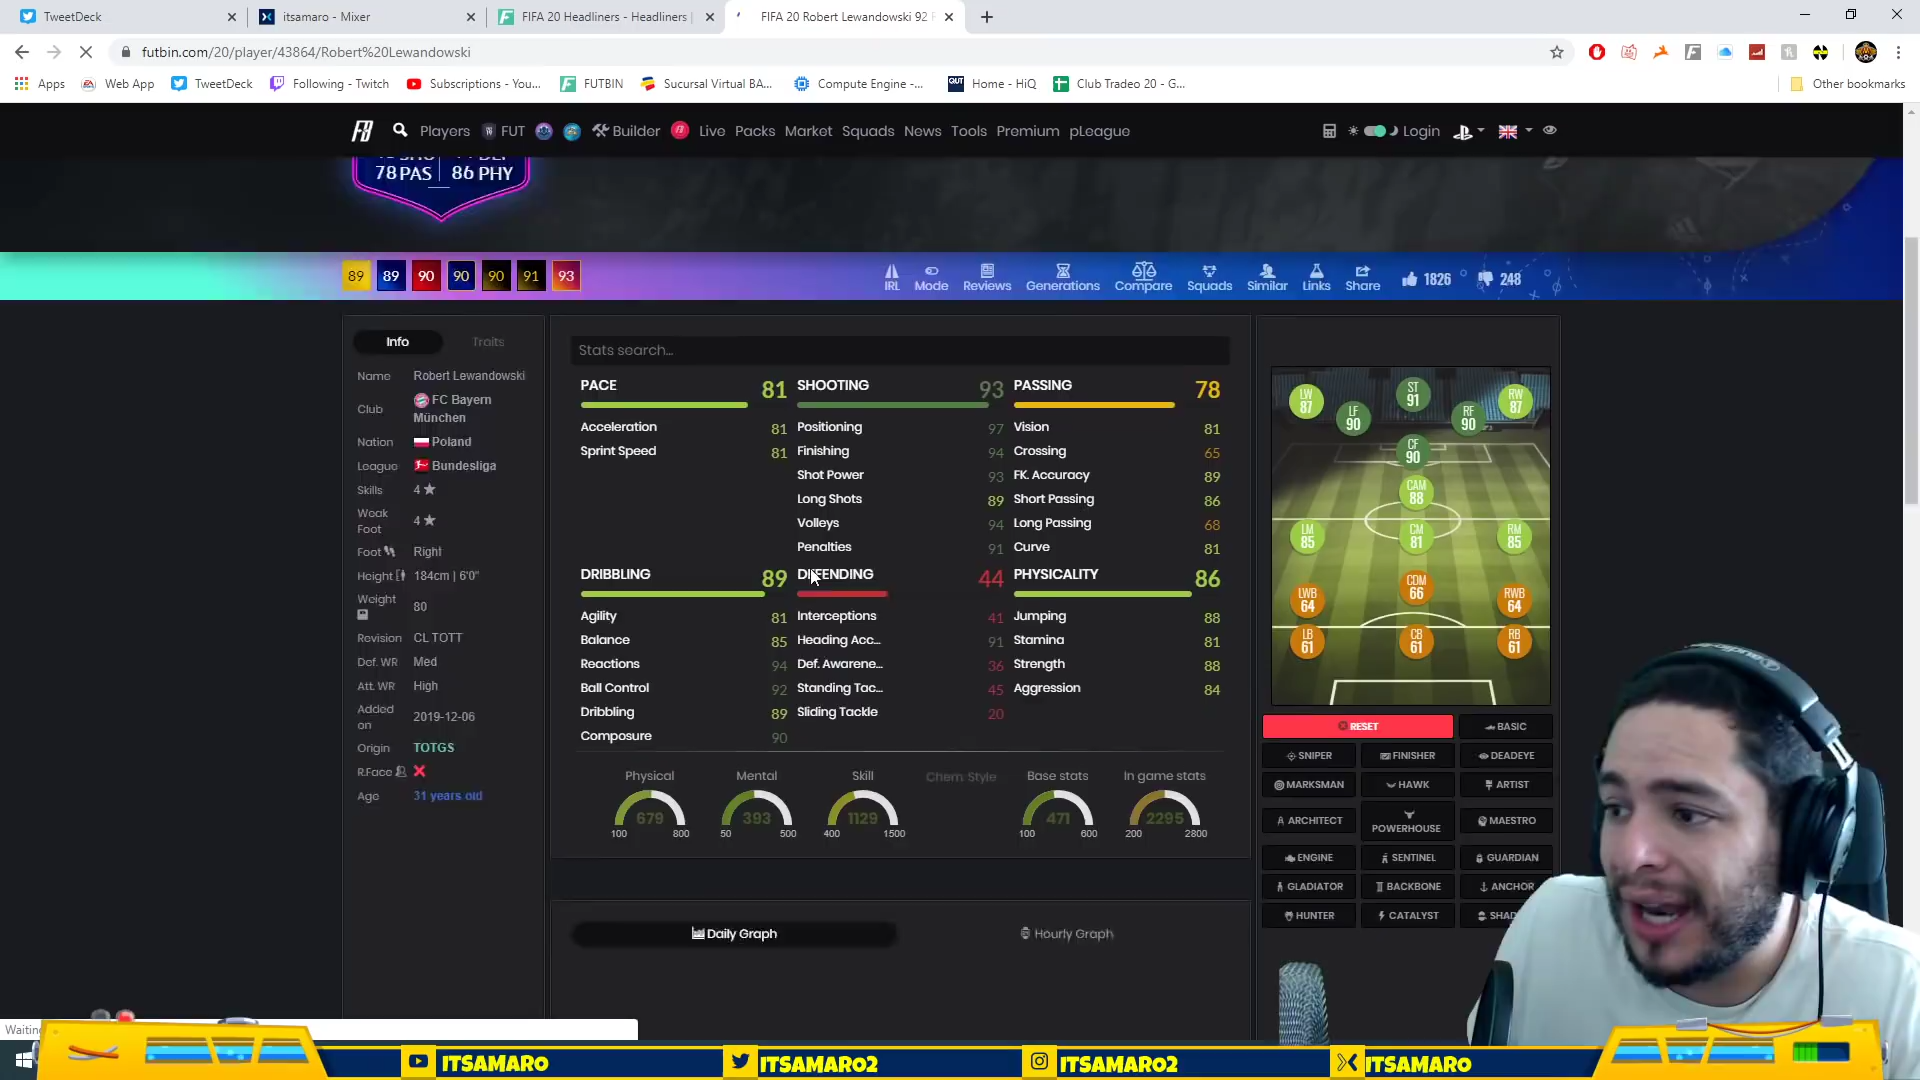 TweetDeck
itsamaro - Mixer
FIFA 20 Headliners - Headliners
FIFA 20 Robert Lewandowski 92
futbin.com/20/player/43864/Robert%20Lewandowski
Apps
Web App
TweetDeck
Following - Twitch
Subscriptions - You...
FUTBIN
Sucursal Virtual BA...
Compute Engine -...
QUT
Home - HiQ
Club Tradeo 20 - G...
Other bookmarks
Players
FUT
Builder
Live
Packs
Market
Squads
News
Tools
Premium
pLeague
Login
78 PAS
86 PHY
89 89 90 90 90 91 93
IRL
Mode
Reviews
Generations
Compare
Squads
Similar
Links
Share
1826
248
Info
Traits
Name Robert Lewandowski
Club FC Bayern München
Nation Poland
League Bundesliga
Skills 4
Weak Foot 4
Foot Right
Height 184cm | 6'0"
Weight 80
Revision CL TOTT
Def. WR Med
Att. WR High
Added on 2019-12-06
Origin TOTGS
R.Face
Age 31 years old
Stats search...
PACE 81
Acceleration 81
Sprint Speed 81
SHOOTING 93
Positioning 97
Finishing 94
Shot Power 93
Long Shots 89
Volleys 94
Penalties 91
PASSING 78
Vision 81
Crossing 65
FK. Accuracy 89
Short Passing 86
Long Passing 68
Curve 81
DRIBBLING 89
Agility 81
Balance 85
Reactions 94
Ball Control 92
Dribbling 89
Composure 90
DEFENDING 44
Interceptions 41
Heading Acc... 91
Def. Awarene... 36
Standing Tac... 45
Sliding Tackle 20
PHYSICALITY 86
Jumping 88
Stamina 81
Strength 88
Aggression 84
Physical 679 100 800
Mental 393 50 500
Skill 1129 400 1500
Chem Style
Base stats 471 100 600
In game stats 2295 200 2800
Daily Graph
Hourly Graph
LW 87
ST 91
RW 87
LF 90
RF 90
CF 90
CAM 88
LM 85
CM 81
RM 85
LWB 64
CDM 66
RWB 64
LB 61
CB 61
RB 61
RESET
BASIC
SNIPER
FINISHER
DEADEYE
MARKSMAN
HAWK
ARTIST
ARCHITECT
POWERHOUSE
MAESTRO
ENGINE
SENTINEL
GUARDIAN
GLADIATOR
BACKBONE
ANCHOR
HUNTER
CATALYST
SHAD
Waitin
ITSAMARO
ITSAMARO2
ITSAMARO2
ITSAMARO